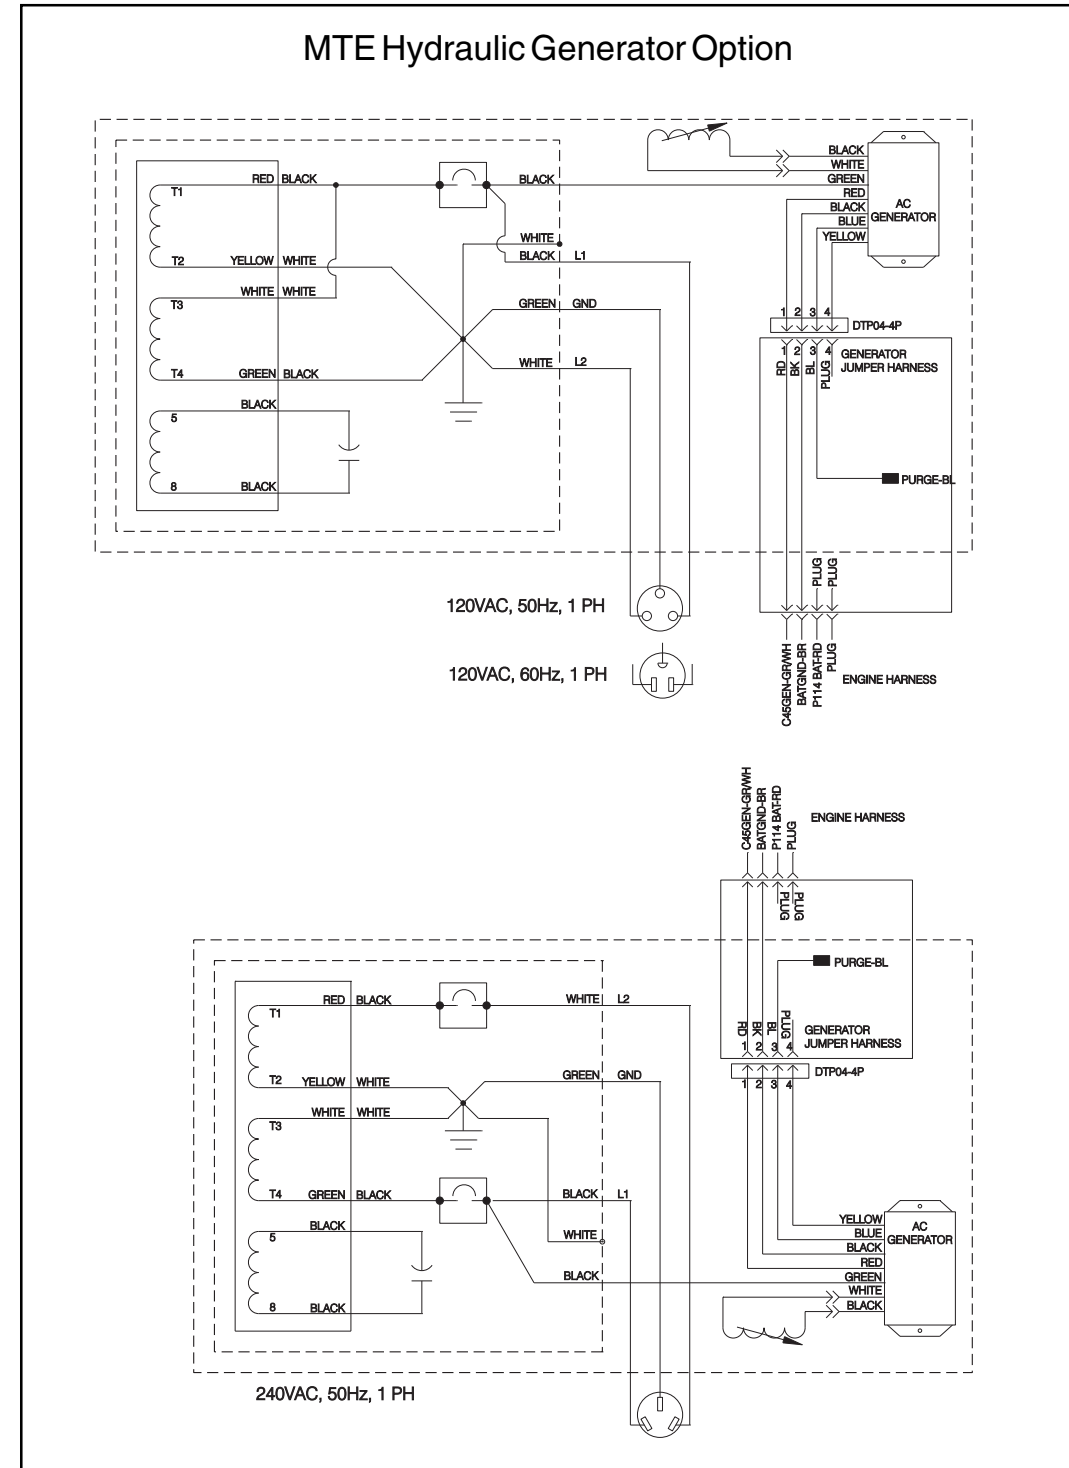 MTE Hydraulic Generator Option
BLACK
WHITE
GREEN
RED
BLACK
BLUE
YELLOW
AC
GENERATOR
T1
RED BLACK
BLACK
T2
YELLOW WHITE
WHITE
BLACK L1
T3
WHITE WHITE
GREEN GND
T4
GREEN BLACK
WHITE L2
5
BLACK
8
BLACK
1 2 3 4
DTP04-4P
1 2 3 4
RD
BK
BL
PLUG
GENERATOR
JUMPER HARNESS
PURGE-BL
PLUG
PLUG
120VAC, 50Hz, 1 PH
120VAC, 60Hz, 1 PH
C45GEN-GR/WH
BATGND-BR
P114 BAT-RD
PLUG
ENGINE HARNESS
C45GEN-GR/WH
BATGND-BR
P114 BAT-RD
PLUG
ENGINE HARNESS
PLUG
PLUG
PURGE-BL
RD
BK
BL
PLUG
1 2 3 4
GENERATOR
JUMPER HARNESS
DTP04-4P
1 2 3 4
T1
RED BLACK
WHITE L2
T2
YELLOW WHITE
GREEN GND
T3
WHITE WHITE
T4
GREEN BLACK
BLACK L1
5
BLACK
WHITE
BLACK
8
BLACK
YELLOW
BLUE
BLACK
RED
GREEN
WHITE
BLACK
AC
GENERATOR
240VAC, 50Hz, 1 PH